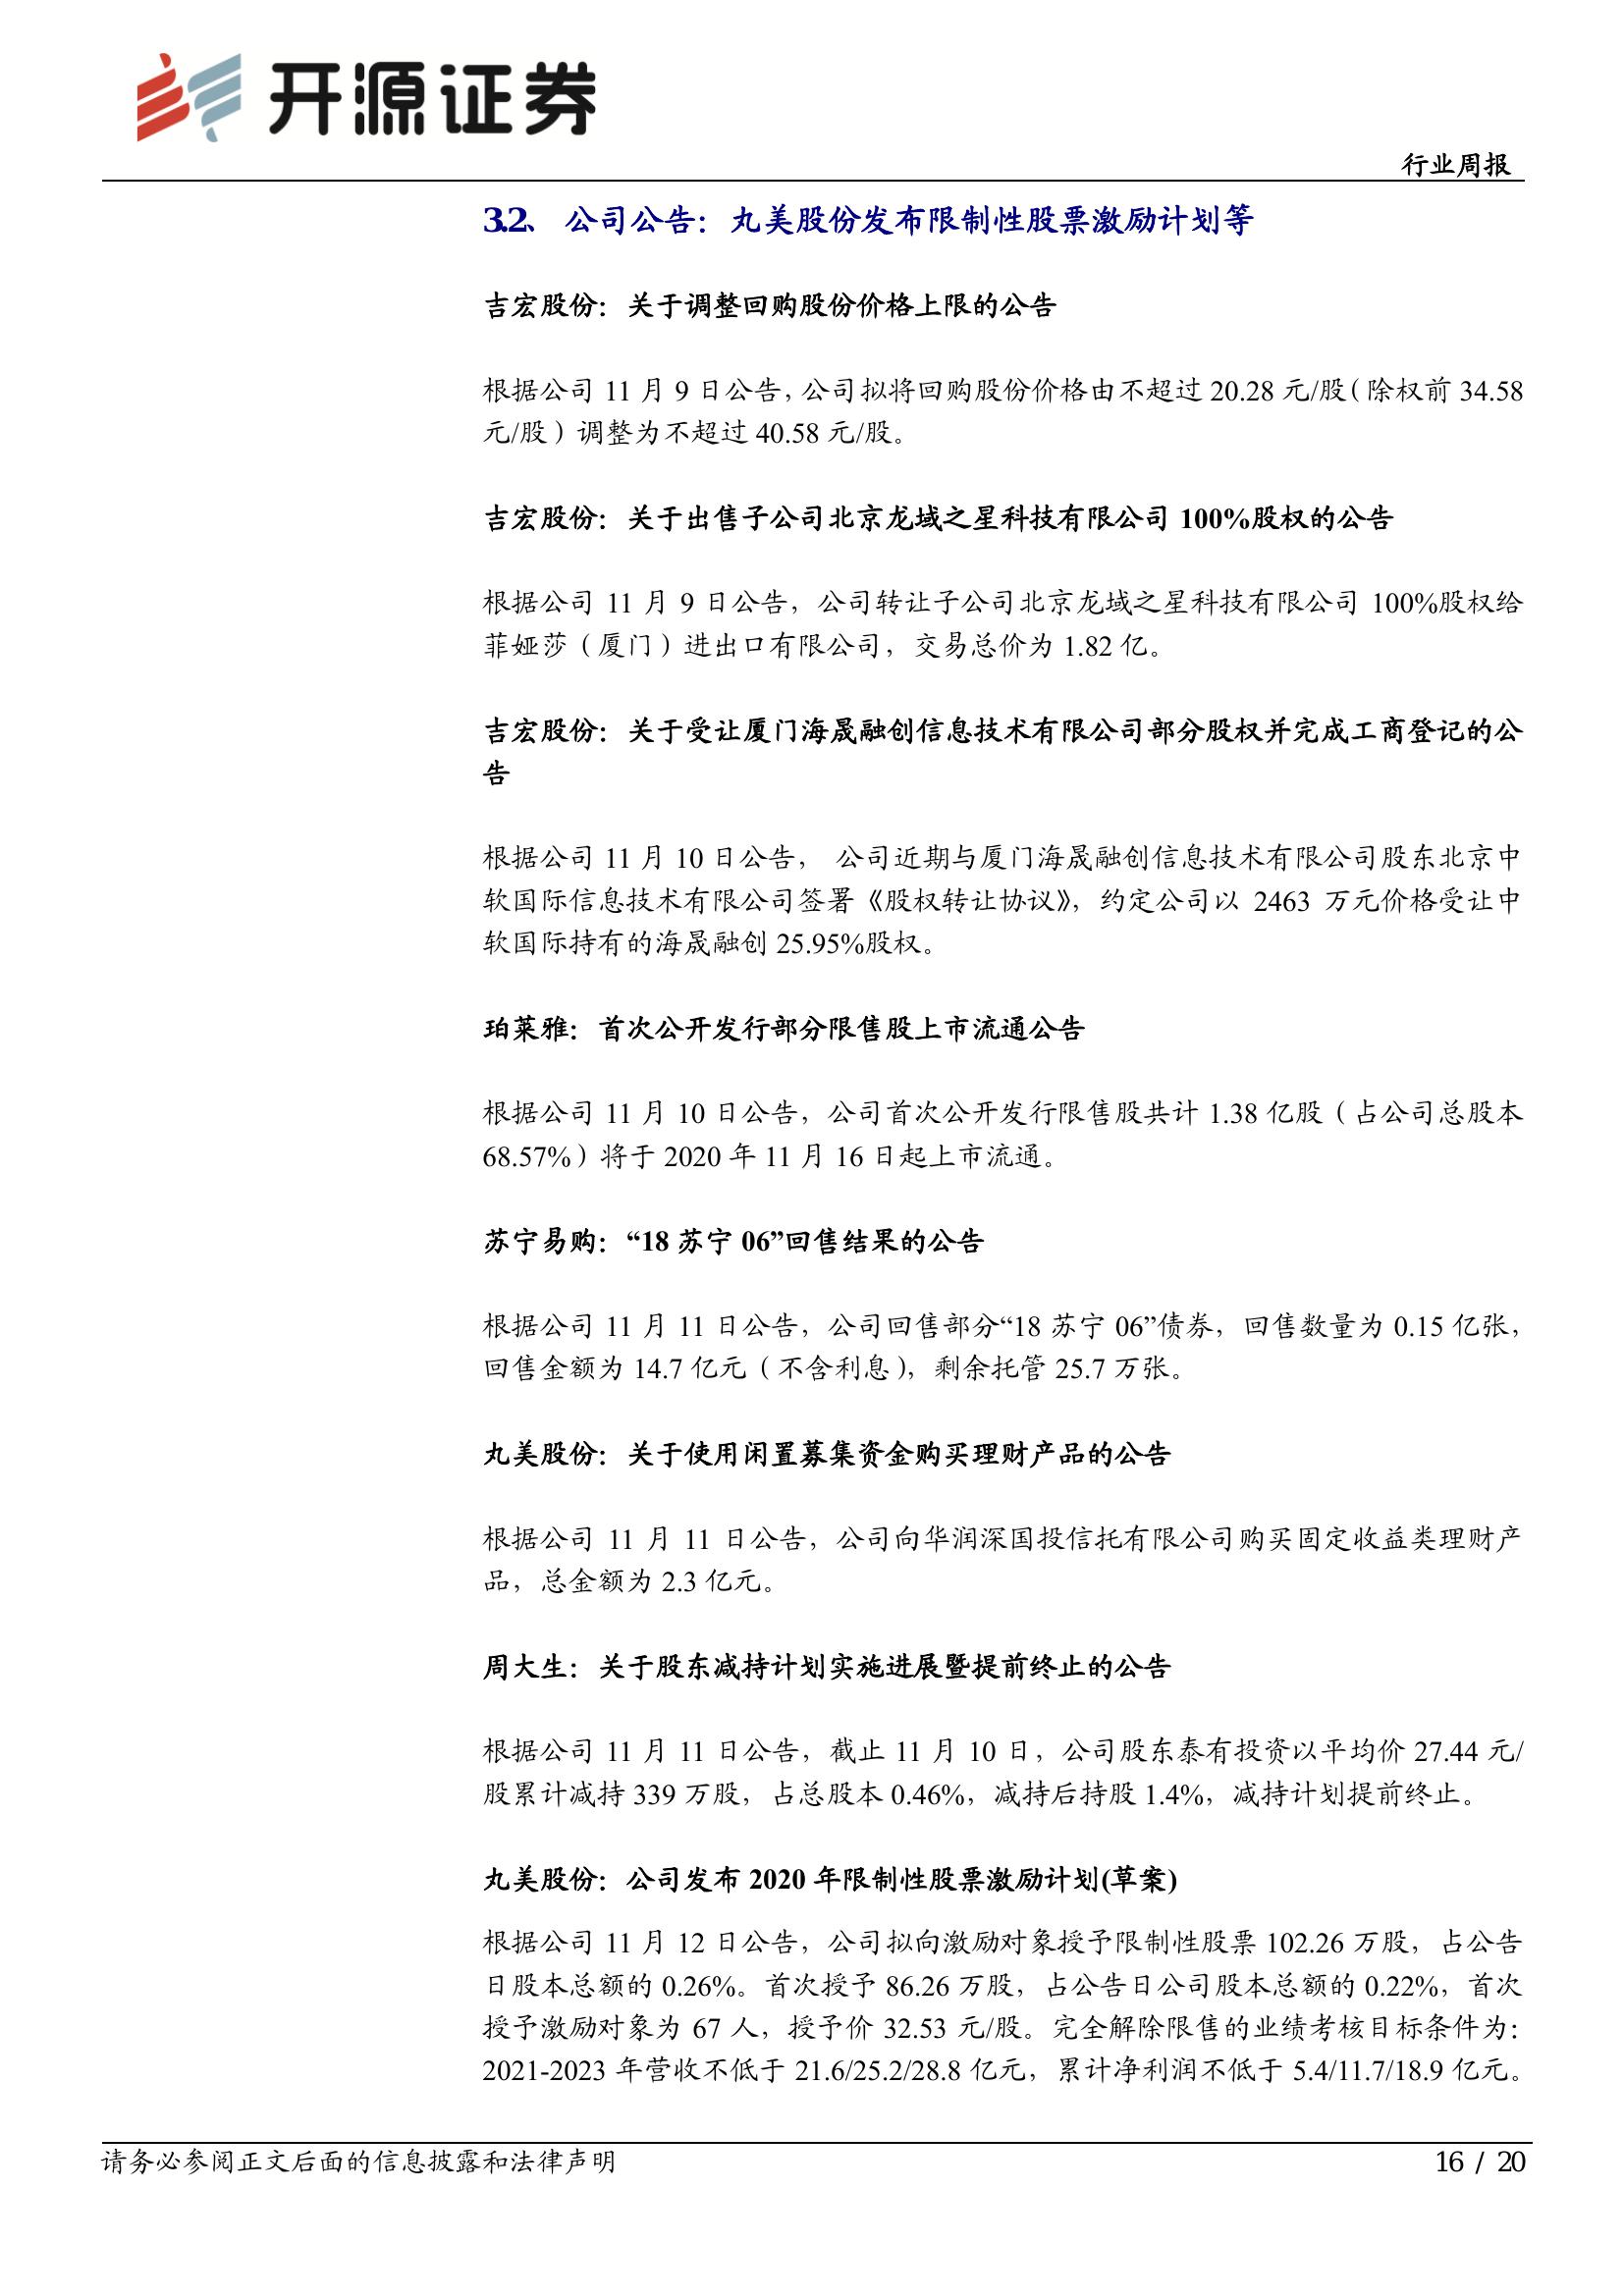 开源证券
行业周报
3.2、 公司公告：丸美股份发布限制性股票激励计划等
吉宏股份：关于调整回购股份价格上限的公告
根据公司 11 月 9 日公告，公司拟将回购股份价格由不超过 20.28 元/股（除权前 34.58
元/股）调整为不超过 40.58 元/股。
吉宏股份：关于出售子公司北京龙域之星科技有限公司 100%股权的公告
根据公司 11 月 9 日公告，公司转让子公司北京龙域之星科技有限公司 100%股权给
菲娅莎（厦门）进出口有限公司，交易总价为 1.82 亿。
吉宏股份：关于受让厦门海晟融创信息技术有限公司部分股权并完成工商登记的公
告
根据公司 11 月 10 日公告， 公司近期与厦门海晟融创信息技术有限公司股东北京中
软国际信息技术有限公司签署《股权转让协议》，约定公司以 2463 万元价格受让中
软国际持有的海晟融创 25.95%股权。
珀莱雅：首次公开发行部分限售股上市流通公告
根据公司 11 月 10 日公告，公司首次公开发行限售股共计 1.38 亿股（占公司总股本
68.57%）将于 2020 年 11 月 16 日起上市流通。
苏宁易购：“18 苏宁 06”回售结果的公告
根据公司 11 月 11 日公告，公司回售部分“18 苏宁 06”债券，回售数量为 0.15 亿张，
回售金额为 14.7 亿元（不含利息），剩余托管 25.7 万张。
丸美股份：关于使用闲置募集资金购买理财产品的公告
根据公司 11 月 11 日公告，公司向华润深国投信托有限公司购买固定收益类理财产
品，总金额为 2.3 亿元。
周大生：关于股东减持计划实施进展暨提前终止的公告
根据公司 11 月 11 日公告，截止 11 月 10 日，公司股东泰有投资以平均价 27.44 元/
股累计减持 339 万股，占总股本 0.46%，减持后持股 1.4%，减持计划提前终止。
丸美股份：公司发布 2020 年限制性股票激励计划(草案)
根据公司 11 月 12 日公告，公司拟向激励对象授予限制性股票 102.26 万股，占公告
日股本总额的 0.26%。首次授予 86.26 万股，占公告日公司股本总额的 0.22%，首次
授予激励对象为 67 人，授予价 32.53 元/股。完全解除限售的业绩考核目标条件为：
2021-2023 年营收不低于 21.6/25.2/28.8 亿元，累计净利润不低于 5.4/11.7/18.9 亿元。
请务必参阅正文后面的信息披露和法律声明
16 / 20